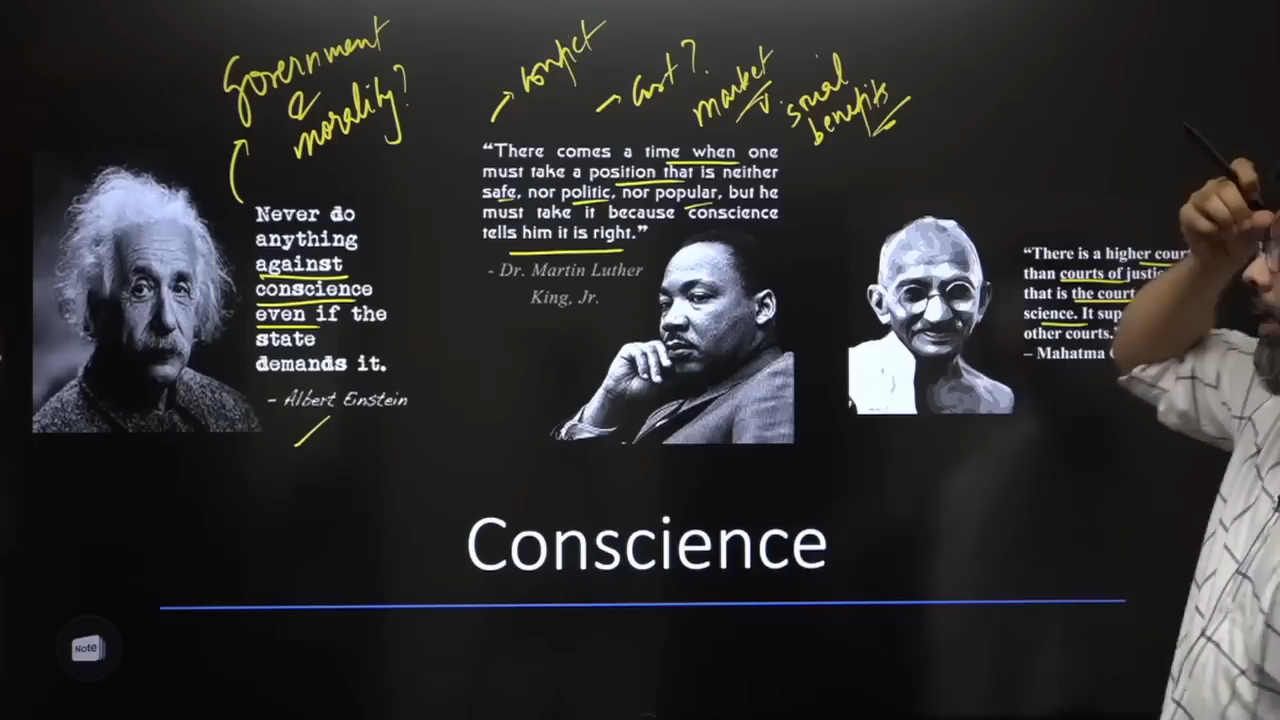 Government
&
morality?
→ conflict
→ Cost?
market
social
benefits
Never do
anything
against
conscience
even if the
state
demands it.
- Albert Einstein
“There comes a time when one
must take a position that is neither
safe, nor politic, nor popular, but he
must take it because conscience
tells him it is right.”
- Dr. Martin Luther
King, Jr.
“There is a higher cour
than courts of justic
that is the court
science. It sup
other courts.
– Mahatma
Conscience
Note